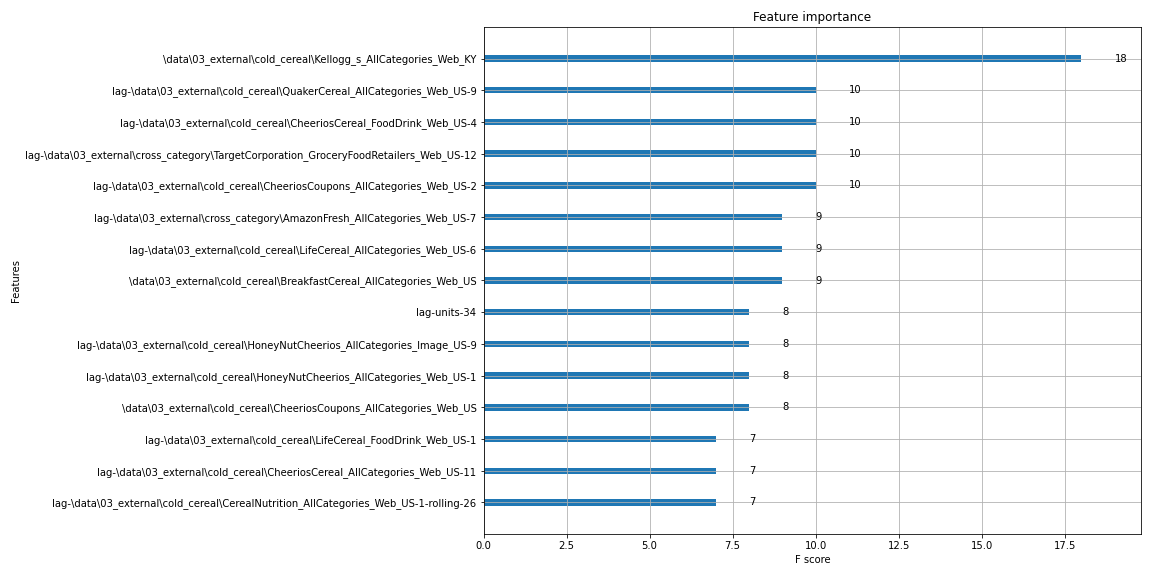 Feature importance
\data\03_external\cold_cereal\Kellogg_s_AllCategories_Web_KY 18
lag-\data\03_external\cold_cereal\QuakerCereal_AllCategories_Web_US-9 10
lag-\data\03_external\cold_cereal\CheeriosCereal_FoodDrink_Web_US-4 10
lag-\data\03_external\cross_category\TargetCorporation_GroceryFoodRetailers_Web_US-12 10
lag-\data\03_external\cold_cereal\CheeriosCoupons_AllCategories_Web_US-2 10
lag-\data\03_external\cross_category\AmazonFresh_AllCategories_Web_US-7 9
lag-\data\03_external\cold_cereal\LifeCereal_AllCategories_Web_US-6 9
\data\03_external\cold_cereal\BreakfastCereal_AllCategories_Web_US 9
lag-units-34 8
lag-\data\03_external\cold_cereal\HoneyNutCheerios_AllCategories_Image_US-9 8
lag-\data\03_external\cold_cereal\HoneyNutCheerios_AllCategories_Web_US-1 8
\data\03_external\cold_cereal\CheeriosCoupons_AllCategories_Web_US 8
lag-\data\03_external\cold_cereal\LifeCereal_FoodDrink_Web_US-1 7
lag-\data\03_external\cold_cereal\CheeriosCereal_AllCategories_Web_US-11 7
lag-\data\03_external\cold_cereal\CerealNutrition_AllCategories_Web_US-1-rolling-26 7
Features
0.0 2.5 5.0 7.5 10.0 12.5 15.0 17.5
F score